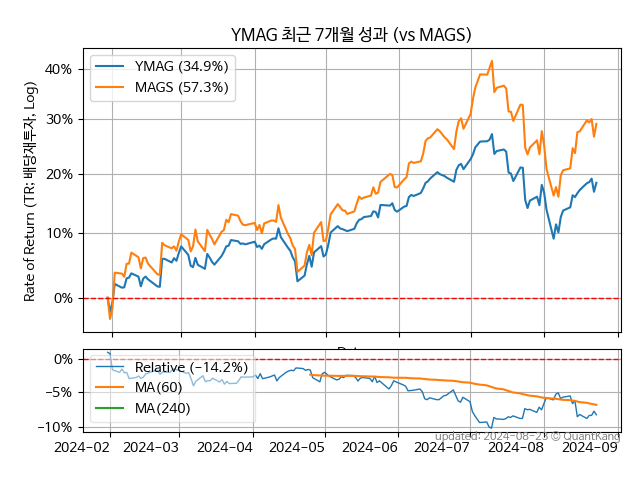 YMAG 최근 7개월 성과 (vs MAGS)
Rate of Return (TR: 배당재투자, Log)
40%
30%
20%
10%
0%
YMAG (34.9%)
MAGS (57.3%)
0%
−5%
−10%
Relative (−14.2%)
MA(60)
MA(240)
updated: 2024-08-23 © QuantKang
2024-02 2024-03 2024-04 2024-05 2024-06 2024-07 2024-08 2024-09